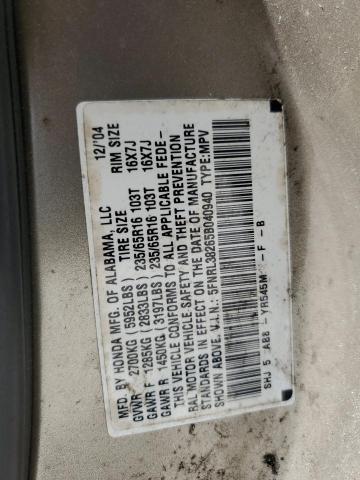 MFD. BY HONDA MFG. OF ALABAMA, LLC 12/'04
TIRE SIZE RIM SIZE
GVWR 2700KG (5952LBS)
GAWR F 1285KG (2833LBS) 235/65R16 103T 16X7J
GAWR R 1450KG (3197LBS) 235/65R16 103T 16X7J
THIS VEHICLE CONFORMS TO ALL APPLICABLE FEDE-
RAL MOTOR VEHICLE SAFETY AND THEFT PREVENTION
STANDARDS IN EFFECT ON THE DATE OF MANUFACTURE
SHOWN ABOVE. V.I.N.: 5FNRL38265B040940 TYPE:MPV
SHJ 5 A88 - YR545M - F - B